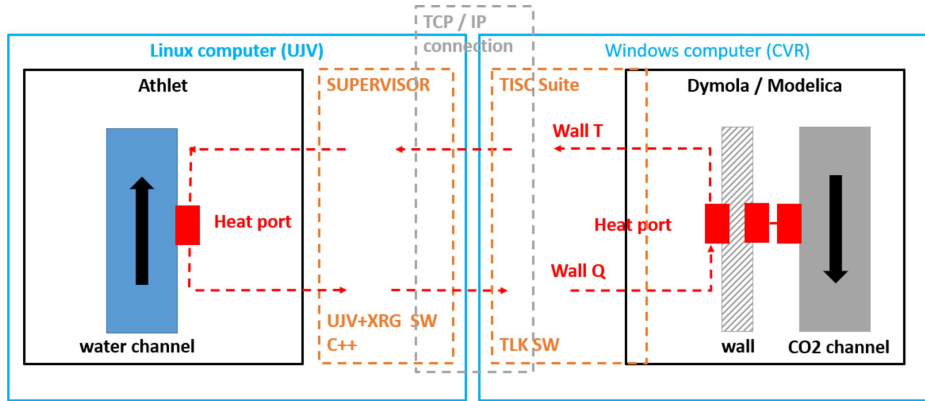 TCP / IP
connection
Linux computer (UJV)
Windows computer (CVR)
Athlet
SUPERVISOR
TISC Suite
Dymola / Modelica
Wall T
Heat port
Heat port
Wall Q
UJV+XRG SW
C++
TLK SW
water channel
wall
CO2 channel